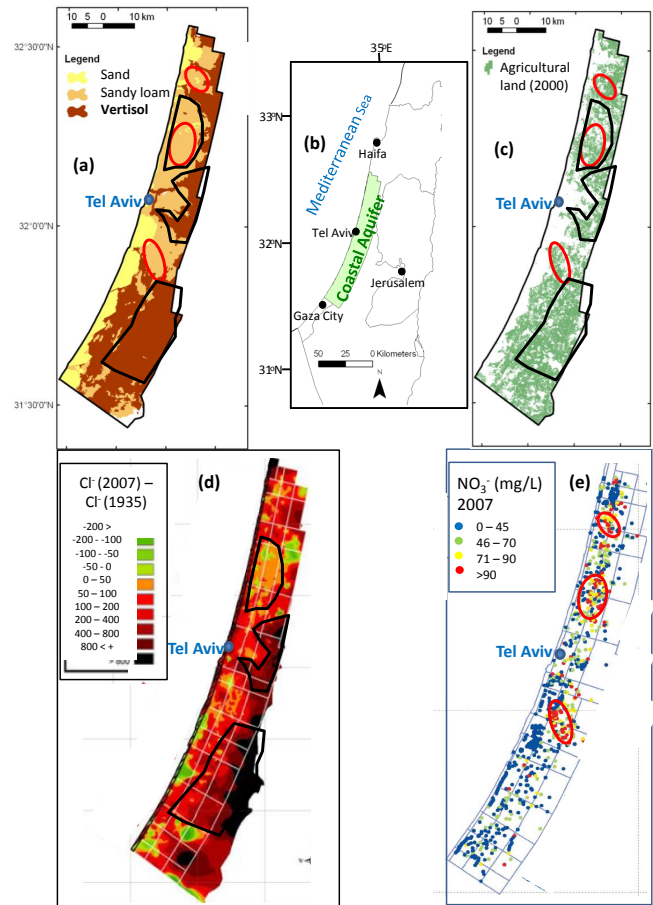 10 5 0 10 km
32°30'0"N
Legend
Sand
Sandy loam
Vertisol
(a)
Tel Aviv
32°0'0"N
31°30'0"N
35°E
33°N
(b)
Mediterranean Sea
Haifa
Tel Aviv
32°N
Coastal Aquifer
Jerusalem
Gaza City
31°N
50 25 0 Kilometers
N
10 5 0 10 km
Legend
Agricultural
land (2000)
(c)
Tel Aviv
Cl⁻ (2007) –
Cl⁻ (1935)
(d)
-200 >
-200 - -100
-100 - -50
-50 - 0
0 – 50
50 – 100
100 – 200
200 – 400
400 – 800
800 < +
Tel Aviv
NO₃⁻ (mg/L)
2007
(e)
0 – 45
46 – 70
71 – 90
>90
Tel Aviv